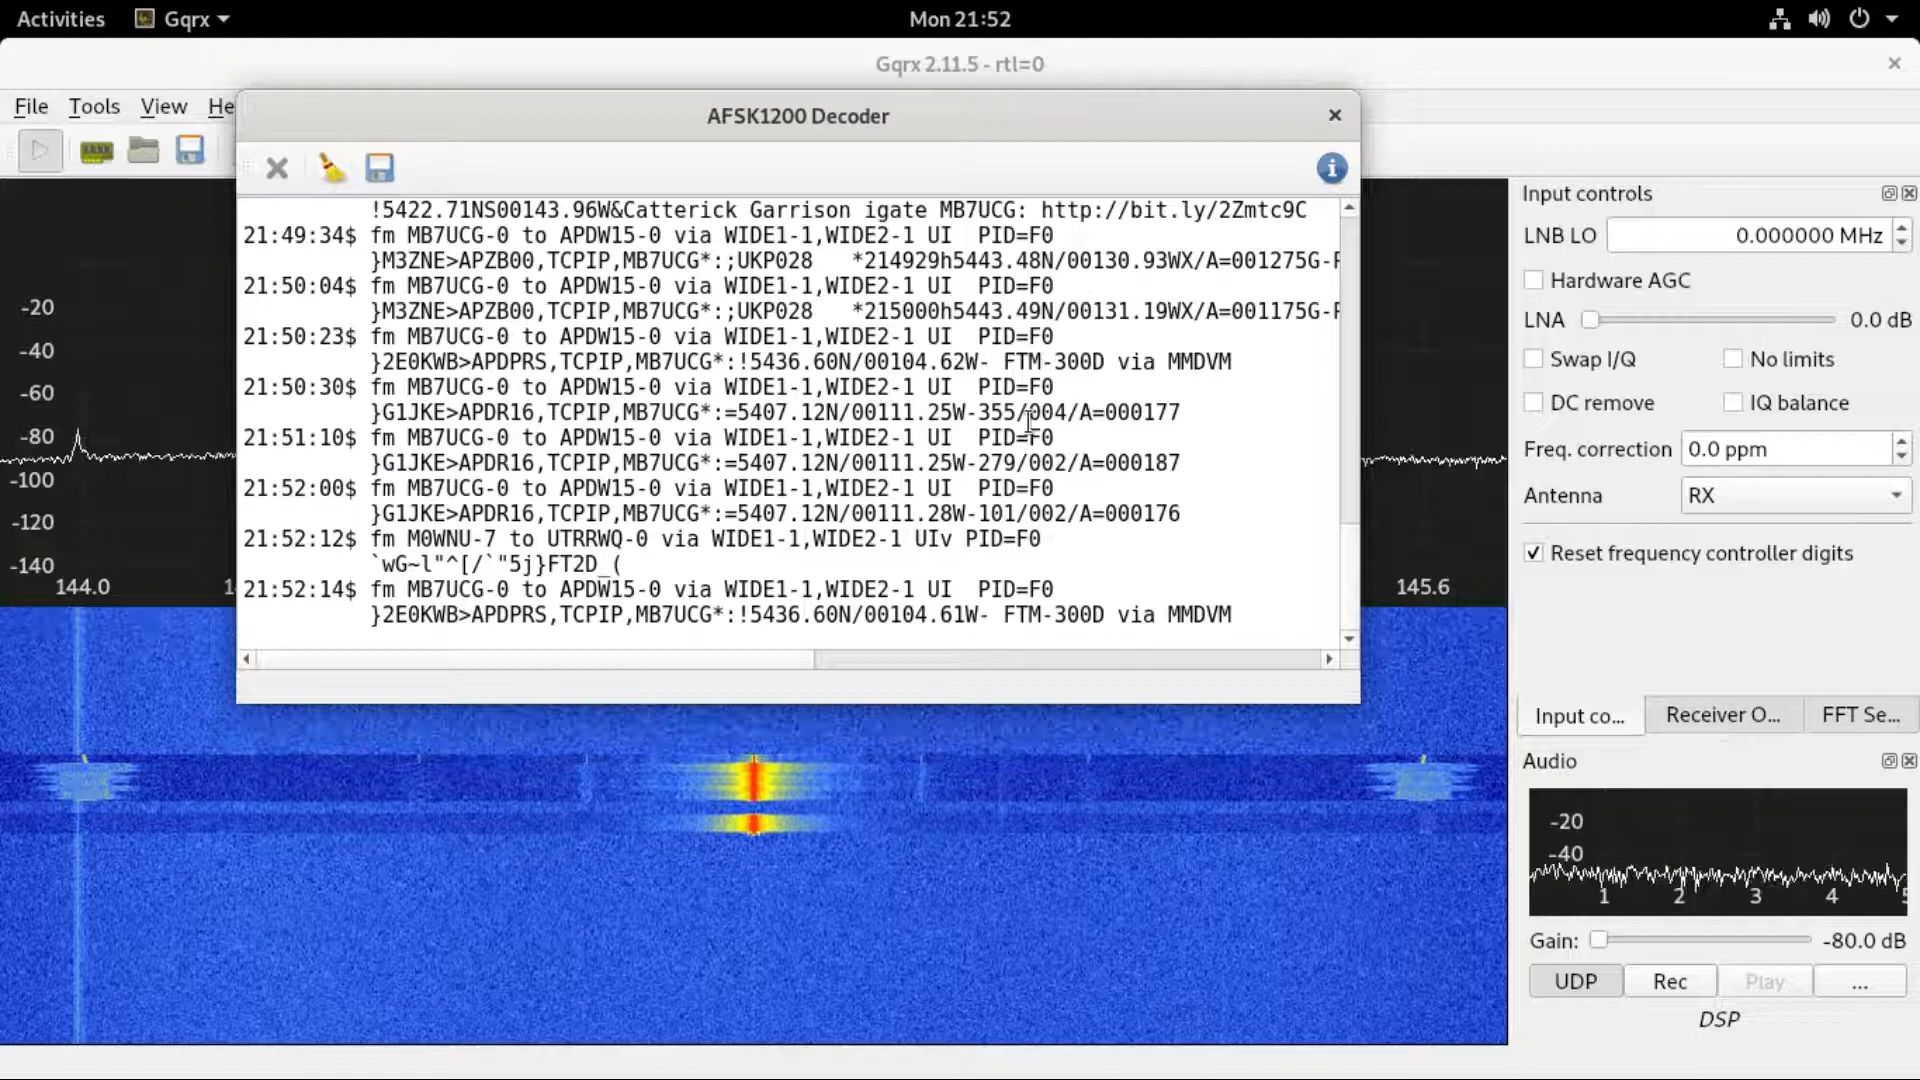 Activities Gqrx Mon 21:52
Gqrx 2.11.5 - rtl=0
File Tools View He
AFSK1200 Decoder
!5422.71NS00143.96W&Catterick Garrison igate MB7UCG: http://bit.ly/2Zmtc9C
21:49:34$ fm MB7UCG-0 to APDW15-0 via WIDE1-1,WIDE2-1 UI  PID=F0
}M3ZNE>APZB00,TCPIP,MB7UCG*:;UKP028   *214929h5443.48N/00130.93WX/A=001275G-
21:50:04$ fm MB7UCG-0 to APDW15-0 via WIDE1-1,WIDE2-1 UI  PID=F0
}M3ZNE>APZB00,TCPIP,MB7UCG*:;UKP028   *215000h5443.49N/00131.19WX/A=001175G-
21:50:23$ fm MB7UCG-0 to APDW15-0 via WIDE1-1,WIDE2-1 UI  PID=F0
}2E0KWB>APDPRS,TCPIP,MB7UCG*:!5436.60N/00104.62W- FTM-300D via MMDVM
21:50:30$ fm MB7UCG-0 to APDW15-0 via WIDE1-1,WIDE2-1 UI  PID=F0
}G1JKE>APDR16,TCPIP,MB7UCG*:=5407.12N/00111.25W-355/004/A=000177
21:51:10$ fm MB7UCG-0 to APDW15-0 via WIDE1-1,WIDE2-1 UI  PID=F0
}G1JKE>APDR16,TCPIP,MB7UCG*:=5407.12N/00111.25W-279/002/A=000187
21:52:00$ fm MB7UCG-0 to APDW15-0 via WIDE1-1,WIDE2-1 UI  PID=F0
}G1JKE>APDR16,TCPIP,MB7UCG*:=5407.12N/00111.28W-101/002/A=000176
21:52:12$ fm M0WNU-7 to UTRRWQ-0 via WIDE1-1,WIDE2-1 UIv PID=F0
`wG~l"^[/`"5j}FT2D_(
21:52:14$ fm MB7UCG-0 to APDW15-0 via WIDE1-1,WIDE2-1 UI  PID=F0
}2E0KWB>APDPRS,TCPIP,MB7UCG*:!5436.60N/00104.61W- FTM-300D via MMDVM
-20
-40
-60
-80
-100
-120
-140
144.0 145.6
Input controls
LNB LO 0.000000 MHz
Hardware AGC
LNA 0.0 dB
Swap I/Q No limits
DC remove IQ balance
Freq. correction 0.0 ppm
Antenna RX
Reset frequency controller digits
Input co... Receiver O... FFT Se...
Audio
-20
-40
1 2 3 4 5
Gain: -80.0 dB
UDP Rec Play ...
DSP